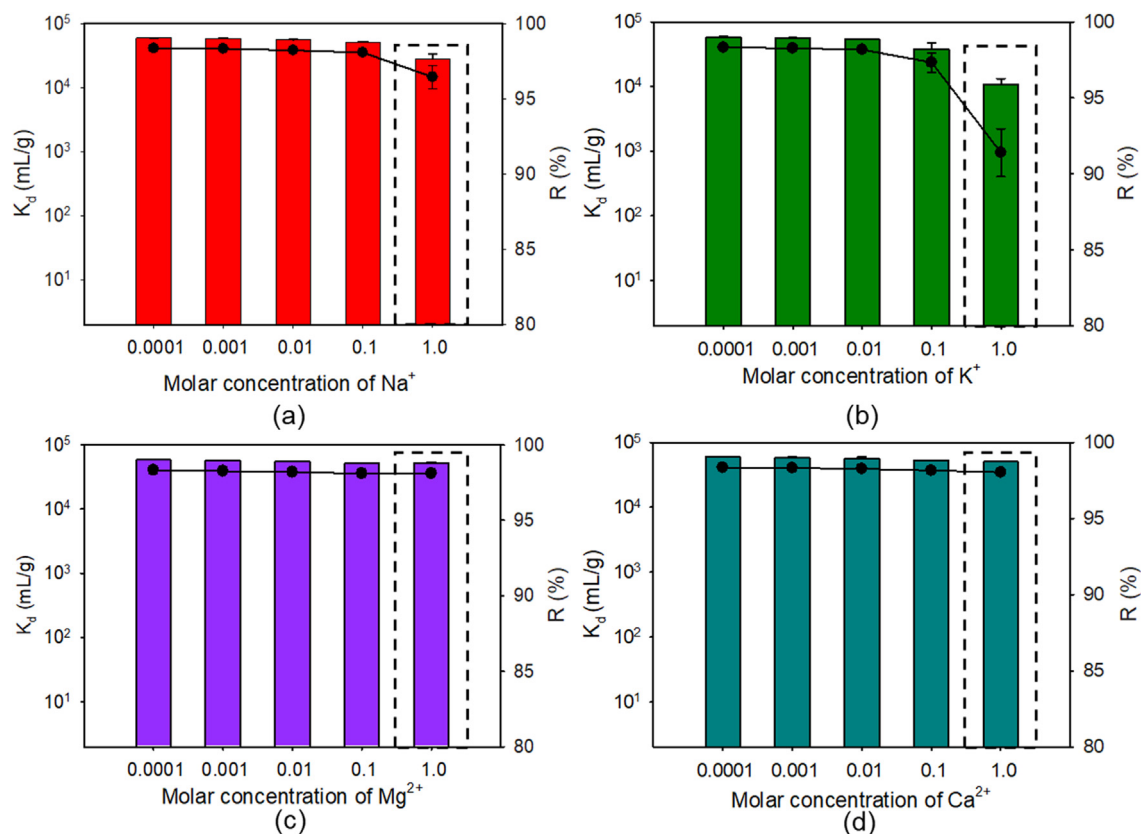 10⁵
10⁴
10³
10²
10¹
K_d (mL/g)
100
95
90
85
80
R (%)
0.0001 0.001 0.01 0.1 1.0
Molar concentration of Na⁺
(a)
10⁵
10⁴
10³
10²
10¹
K_d (mL/g)
100
95
90
85
80
R (%)
0.0001 0.001 0.01 0.1 1.0
Molar concentration of K⁺
(b)
10⁵
10⁴
10³
10²
10¹
K_d (mL/g)
100
95
90
85
80
R (%)
0.0001 0.001 0.01 0.1 1.0
Molar concentration of Mg²⁺
(c)
10⁵
10⁴
10³
10²
10¹
K_d (mL/g)
100
95
90
85
80
R (%)
0.0001 0.001 0.01 0.1 1.0
Molar concentration of Ca²⁺
(d)